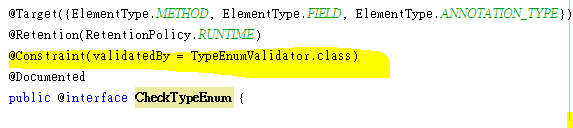 @Target({ElementType.METHOD, ElementType.FIELD, ElementType.ANNOTATION_TYPE})
@Retention(RetentionPolicy.RUNTIME)
@Constraint(validatedBy = TypeEnumValidator.class)
@Documented
public @interface CheckTypeEnum {